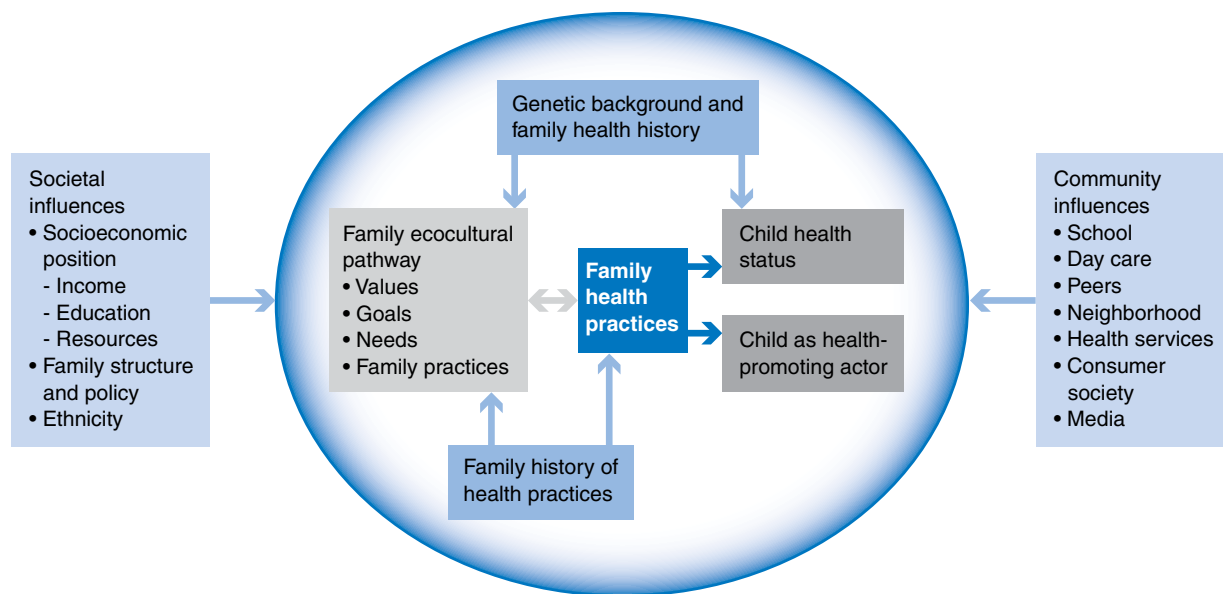 Genetic background and
family health history
Societal
influences
• Socioeconomic
position
- Income
- Education
- Resources
• Family structure
and policy
• Ethnicity
Family ecocultural
pathway
• Values
• Goals
• Needs
• Family practices
Family
health
practices
Child health
status
Child as health-
promoting actor
Family history of
health practices
Community
influences
• School
• Day care
• Peers
• Neighborhood
• Health services
• Consumer
society
• Media